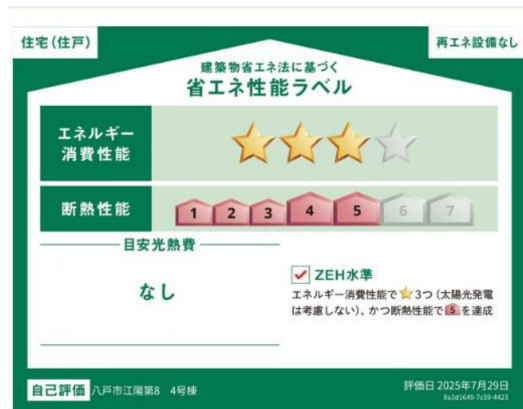 住宅(住戸)
再エネ設備なし
建築物省エネ法に基づく
省エネ性能ラベル
エネルギー
消費性能
断熱性能
1 2 3 4 5 6 7
目安光熱費
なし
ZEH水準
エネルギー消費性能で★3つ(太陽光発電
は考慮しない)、かつ断熱性能で5を達成
自己評価 八戸市江陽第8 4号棟
評価日 2025年7月29日
9a2d1649-7c59-4423